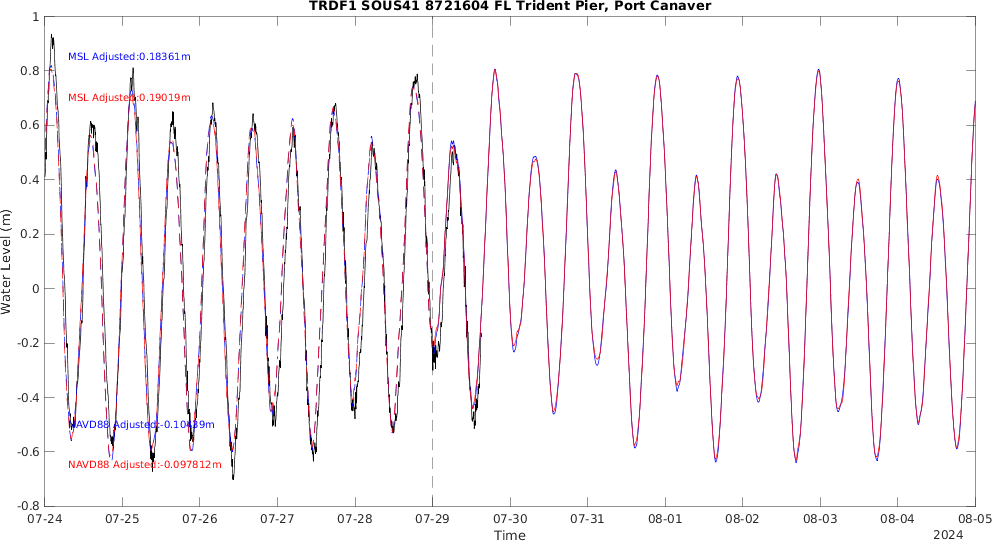 TRDF1 SOUS41 8721604 FL Trident Pier, Port Canaver
Water Level (m)
1
0.8
0.6
0.4
0.2
0
-0.2
-0.4
-0.6
-0.8
MSL Adjusted:0.18361m
MSL Adjusted:0.19019m
NAVD88 Adjusted:-0.10439m
NAVD88 Adjusted:-0.097812m
07-24 07-25 07-26 07-27 07-28 07-29 07-30 07-31 08-01 08-02 08-03 08-04 08-05
Time
2024